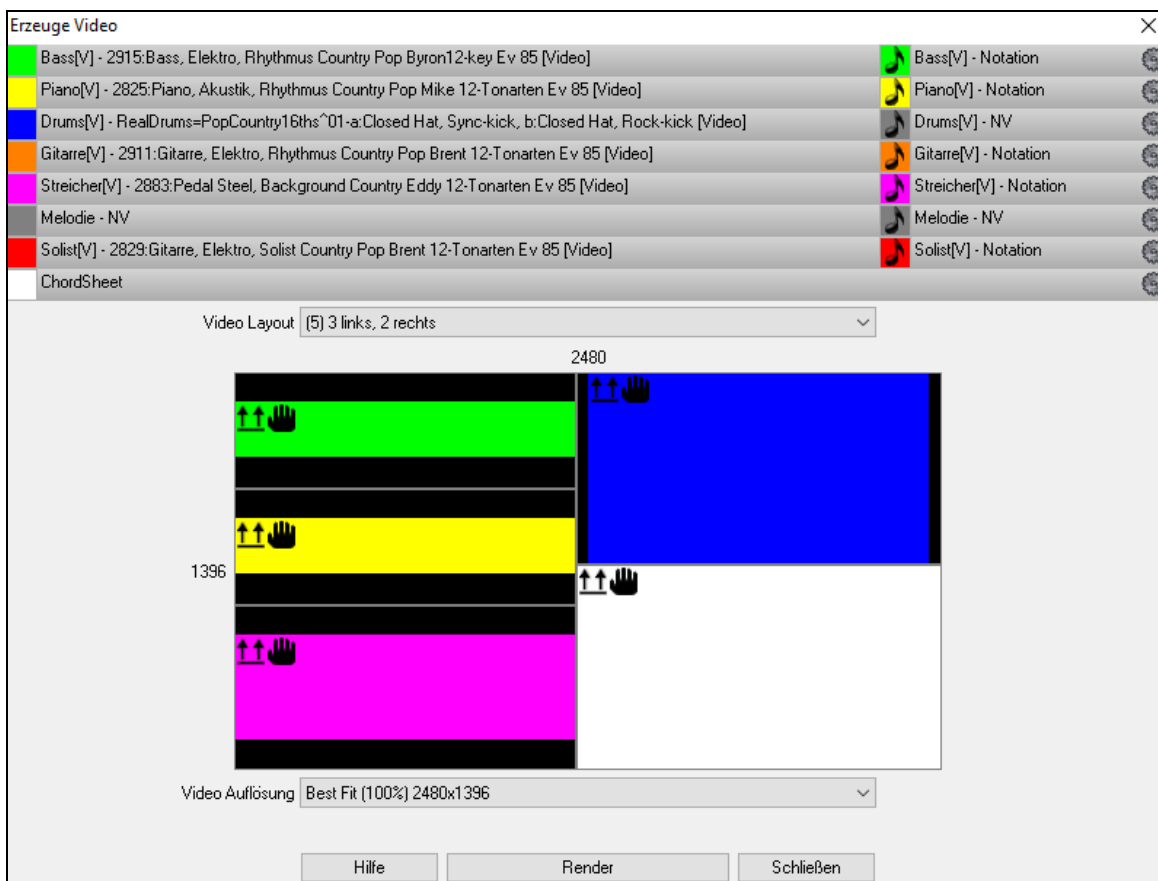 Erzeuge Video
Bass[V] - 2915:Bass, Elektro, Rhythmus Country Pop Byron12-key Ev 85 [Video] Bass[V] - Notation
Piano[V] - 2825:Piano, Akustik, Rhythmus Country Pop Mike 12-Tonarten Ev 85 [Video] Piano[V] - Notation
Drums[V] - RealDrums=PopCountry16ths^01-a:Closed Hat, Sync-kick, b:Closed Hat, Rock-kick [Video] Drums[V] - NV
Gitarre[V] - 2911:Gitarre, Elektro, Rhythmus Country Pop Brent 12-Tonarten Ev 85 [Video] Gitarre[V] - Notation
Streicher[V] - 2883:Pedal Steel, Background Country Eddy 12-Tonarten Ev 85 [Video] Streicher[V] - Notation
Melodie - NV Melodie - NV
Solist[V] - 2829:Gitarre, Elektro, Solist Country Pop Brent 12-Tonarten Ev 85 [Video] Solist[V] - Notation
ChordSheet
Video Layout (5) 3 links, 2 rechts
2480
1396
Video Auflösung Best Fit (100%) 2480x1396
Hilfe Render Schließen